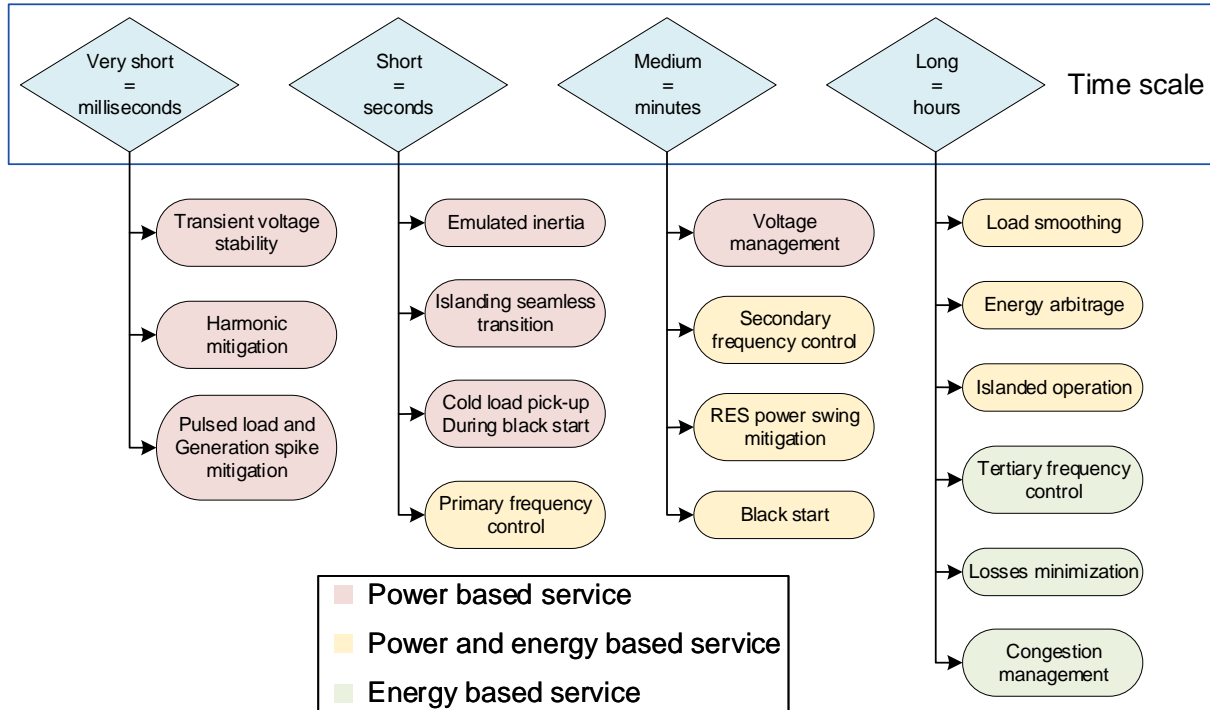 Very short
=
milliseconds
Short
=
seconds
Medium
=
minutes
Long
=
hours
Time scale
Transient voltage
stability
Harmonic
mitigation
Pulsed load and
Generation spike
mitigation
Emulated inertia
Islanding seamless
transition
Cold load pick-up
During black start
Primary frequency
control
Voltage
management
Secondary
frequency control
RES power swing
mitigation
Black start
Load smoothing
Energy arbitrage
Islanded operation
Tertiary frequency
control
Losses minimization
Congestion
management
Power based service
Power and energy based service
Energy based service